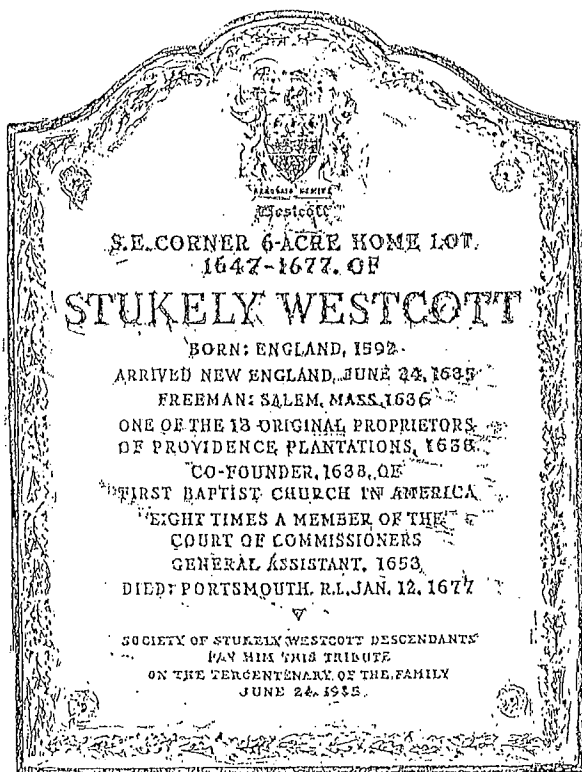 Westcott
S.E. CORNER 6-ACRE HOME LOT
1647-1677. OF
STUKELY WESTCOTT
BORN: ENGLAND, 1592
ARRIVED NEW ENGLAND, JUNE 24, 1635
FREEMAN: SALEM, MASS. 1636
ONE OF THE 13 ORIGINAL PROPRIETORS
OF PROVIDENCE PLANTATIONS, 1638
CO-FOUNDER, 1638, OF
FIRST BAPTIST CHURCH IN AMERICA
EIGHT TIMES A MEMBER OF THE
COURT OF COMMISSIONERS
GENERAL ASSISTANT, 1653
DIED: PORTSMOUTH, R.I. JAN. 12, 1677
SOCIETY OF STUKELY WESTCOTT DESCENDANTS
PAY HIM THIS TRIBUTE
ON THE TERCENTENARY OF THE FAMILY
JUNE 24, 1935